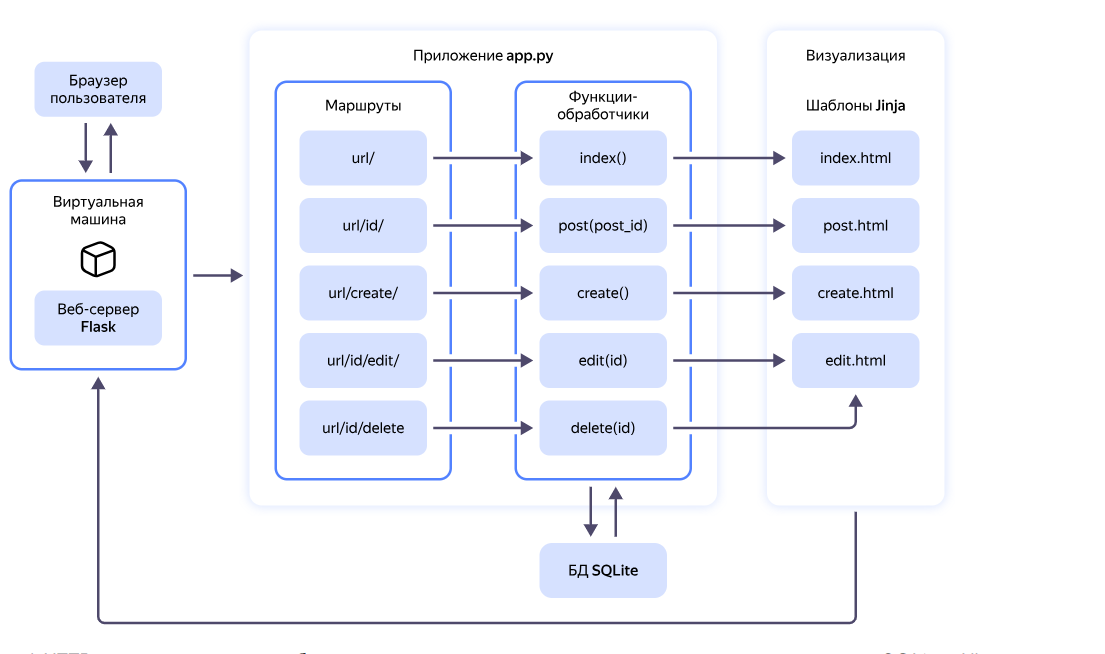 Приложение app.py
Визуализация
Браузер
пользователя
Маршруты
Функции-
обработчики
Шаблоны Jinja
url/
index()
index.html
Виртуальная
машина
url/id/
post(post_id)
post.html
Веб-сервер
Flask
url/create/
create()
create.html
url/id/edit/
edit(id)
edit.html
url/id/delete
delete(id)
БД SQLite